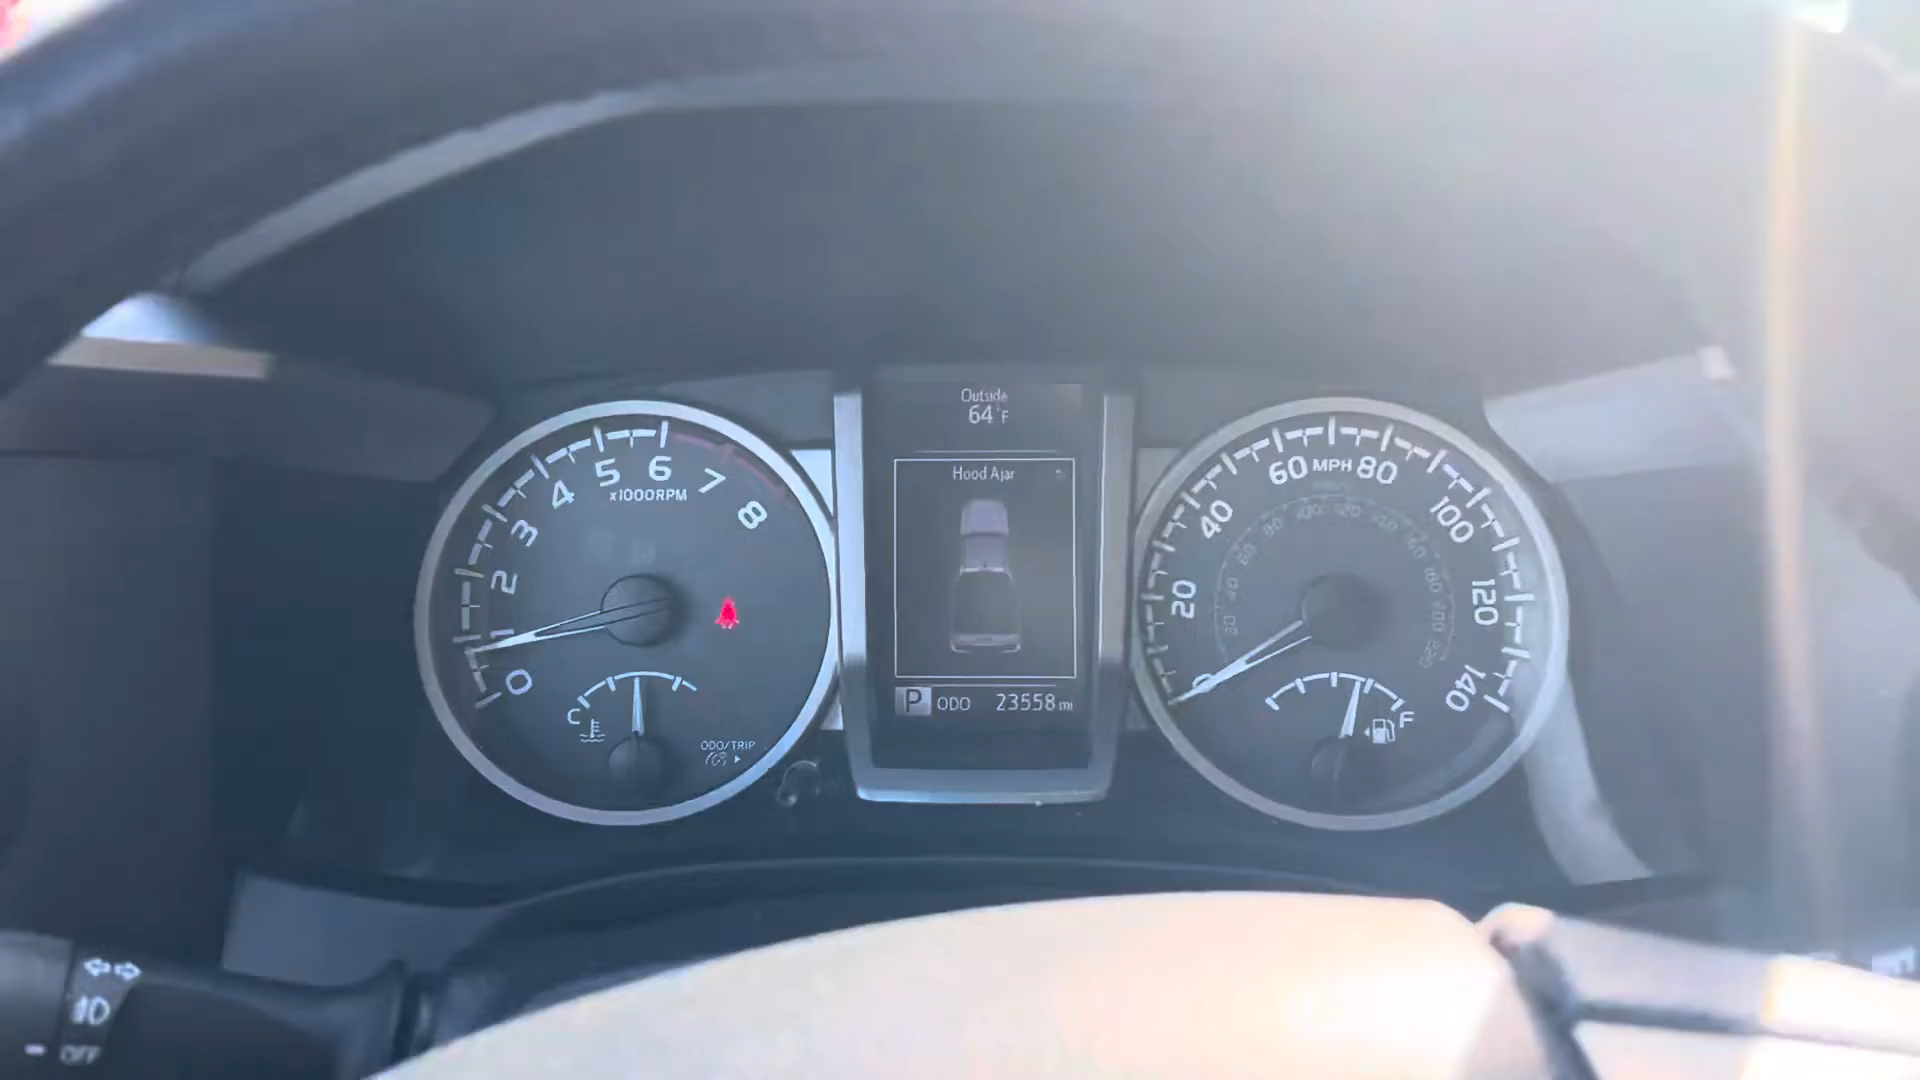 Outside
64°F
Hood Ajar
P ODO 23558 mi
0 1 2 3 4 5 6 7 8
x1000RPM
C
ODO/TRIP
0 20 40 60 MPH 80 100 120 140
F
OFF